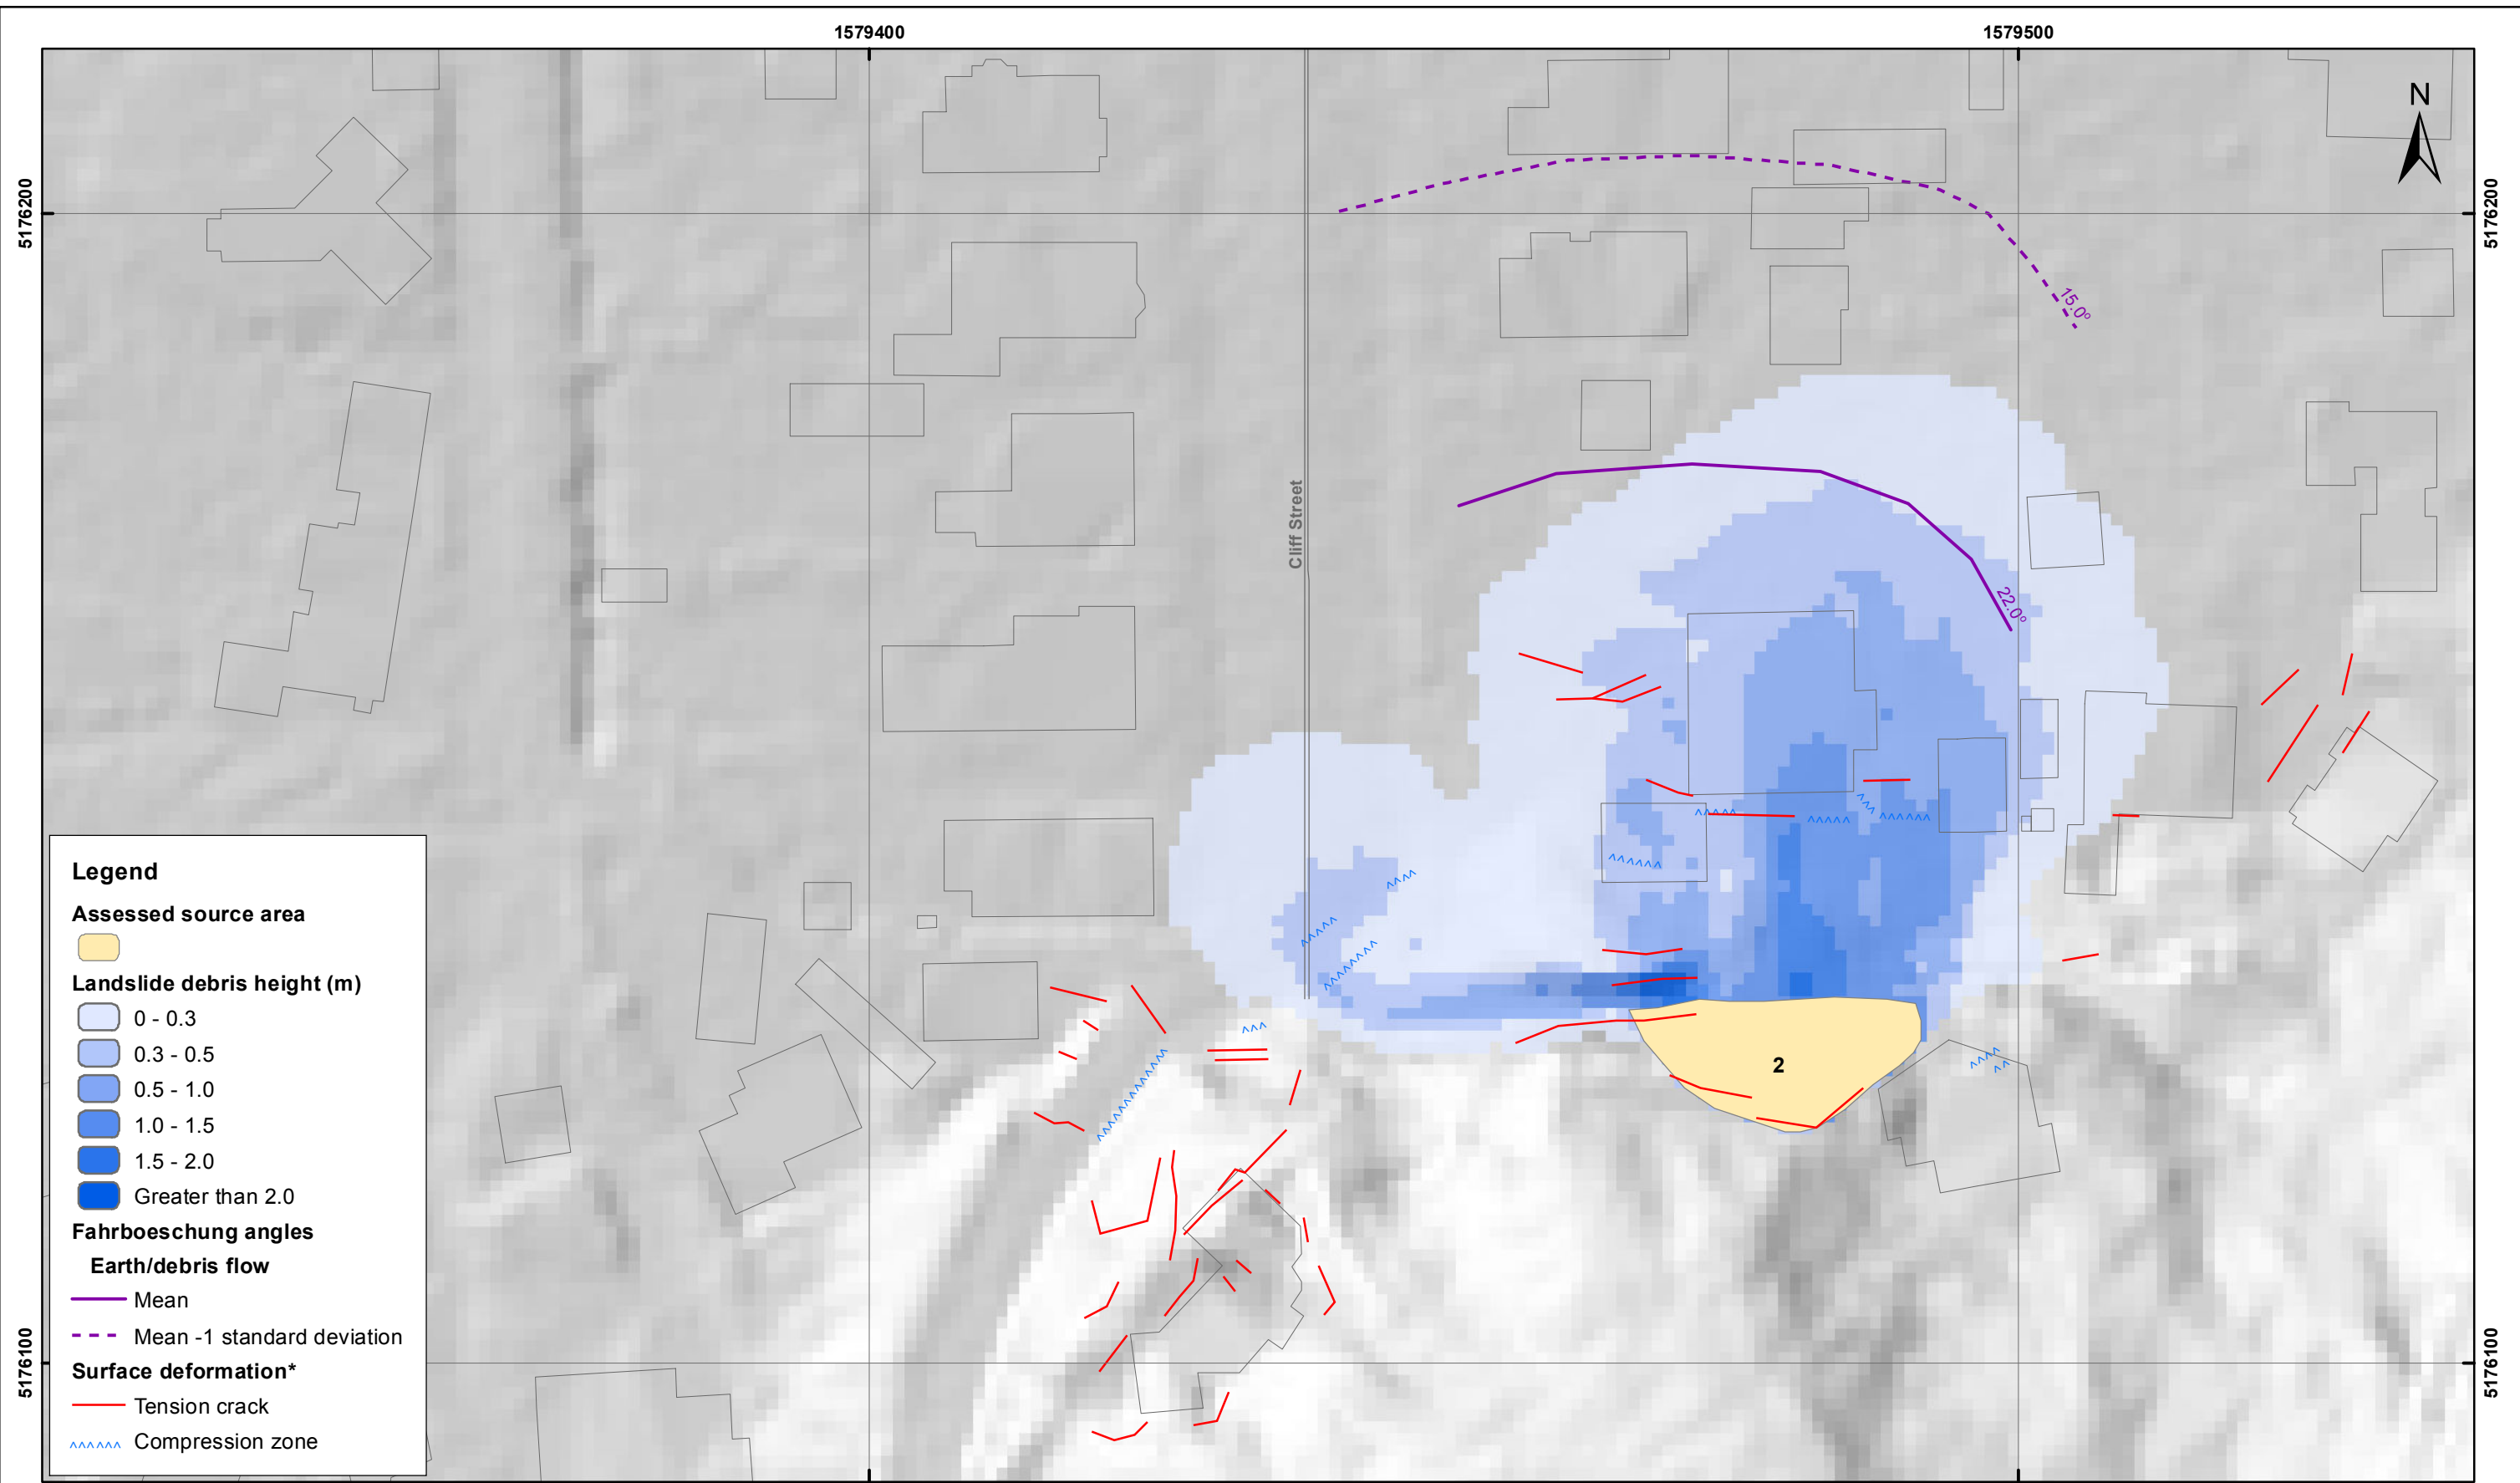 1579400
1579500
N
5176200
5176200
15.0º
Cliff Street
22.0º
2
Legend
Assessed source area
Landslide debris height (m)
0 - 0.3
0.3 - 0.5
0.5 - 1.0
1.0 - 1.5
1.5 - 2.0
Greater than 2.0
Fahrboeschung angles
Earth/debris flow
Mean
Mean -1 standard deviation
Surface deformation*
Tension crack
Compression zone
5176100
5176100